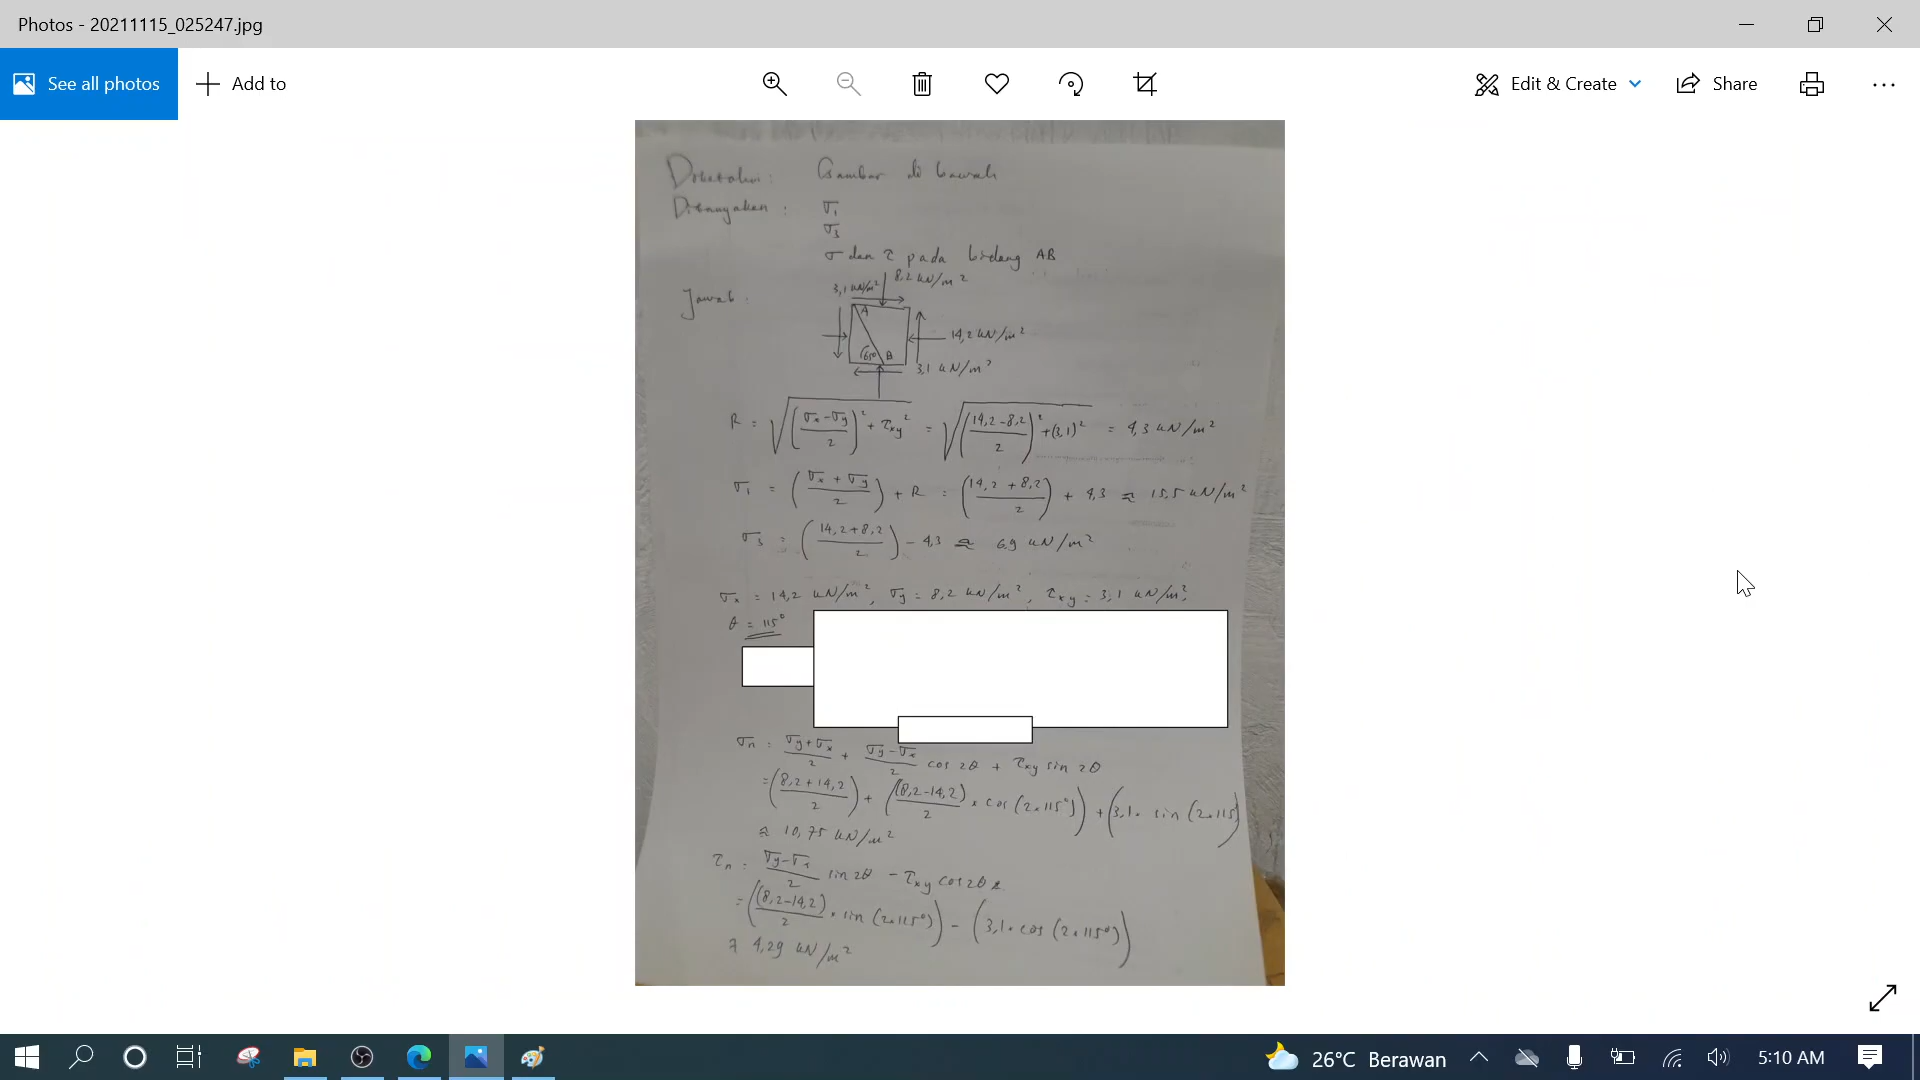 Photos - 20211115_025247.jpg
See all photos
Add to
Edit & Create
Share
Diketahui : Gambar di bawah
Ditanyakan : σ₁
σ₃
σ dan τ pada bidang AB
Jawab :
3,1 kN/m² 8,2 kN/m²
A
14,2 kN/m²
65° B
3,1 kN/m²
R = √((σx - σy)/2)² + τxy² = √((14,2 - 8,2)/2)² + (3,1)² = 4,3 kN/m²
σ₁ = ((σx + σy)/2) + R = ((14,2 + 8,2)/2) + 4,3 ≈ 15,5 kN/m²
σ₃ = ((14,2 + 8,2)/2) - 4,3 ≈ 6,9 kN/m²
σx = 14,2 kN/m², σy = 8,2 kN/m², τxy = 3,1 kN/m²,
θ = 115°
σn = (σy + σx)/2 + (σy - σx)/2 cos 2θ + τxy sin 2θ
= ((8,2 + 14,2)/2) + (((8,2 - 14,2)/2 × cos (2×115°)) + (3,1 × sin (2×115°)
≈ 10,75 kN/m²
τn = (σy - σx)/2 sin 2θ - τxy cos 2θ
= (((8,2 - 14,2)/2 × sin (2×115°)) - (3,1 × cos (2×115°))
4,29 kN/m²
26°C Berawan
5:10 AM